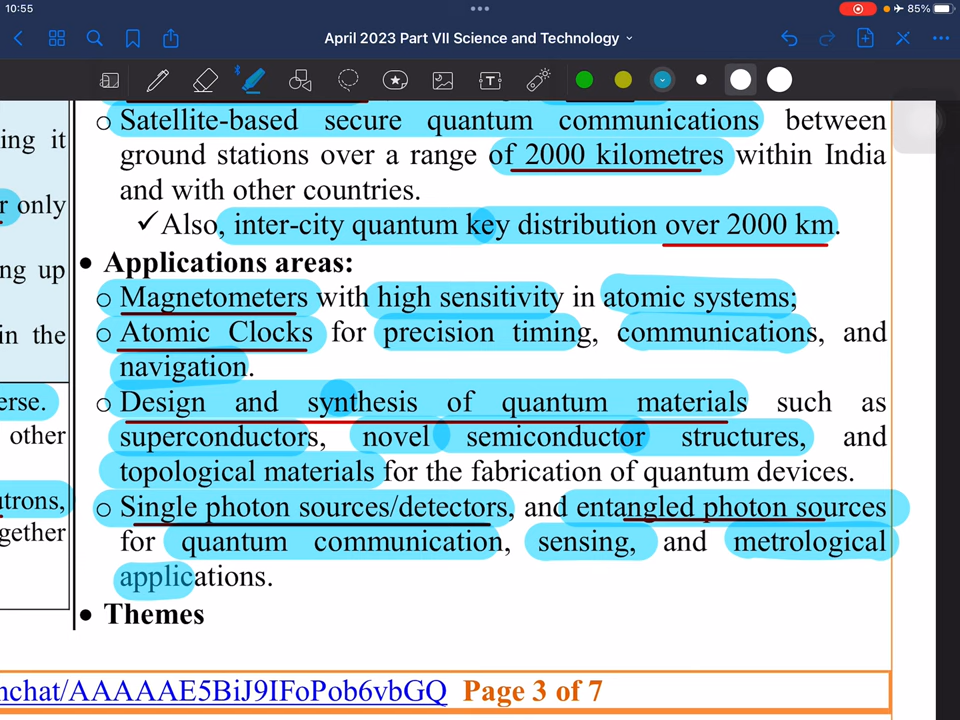 10:55
85%
April 2023 Part VII Science and Technology
ing it
only
ng up
in the
erse.
other
utrons,
gether
o Satellite-based secure quantum communications between
ground stations over a range of 2000 kilometres within India
and with other countries.
✓ Also, inter-city quantum key distribution over 2000 km.
• Applications areas:
o Magnetometers with high sensitivity in atomic systems;
o Atomic Clocks for precision timing, communications, and
navigation.
o Design and synthesis of quantum materials such as
superconductors, novel semiconductor structures, and
topological materials for the fabrication of quantum devices.
o Single photon sources/detectors, and entangled photon sources
for quantum communication, sensing, and metrological
applications.
• Themes
nchat/AAAAAE5BiJ9IFoPob6vbGQ Page 3 of 7